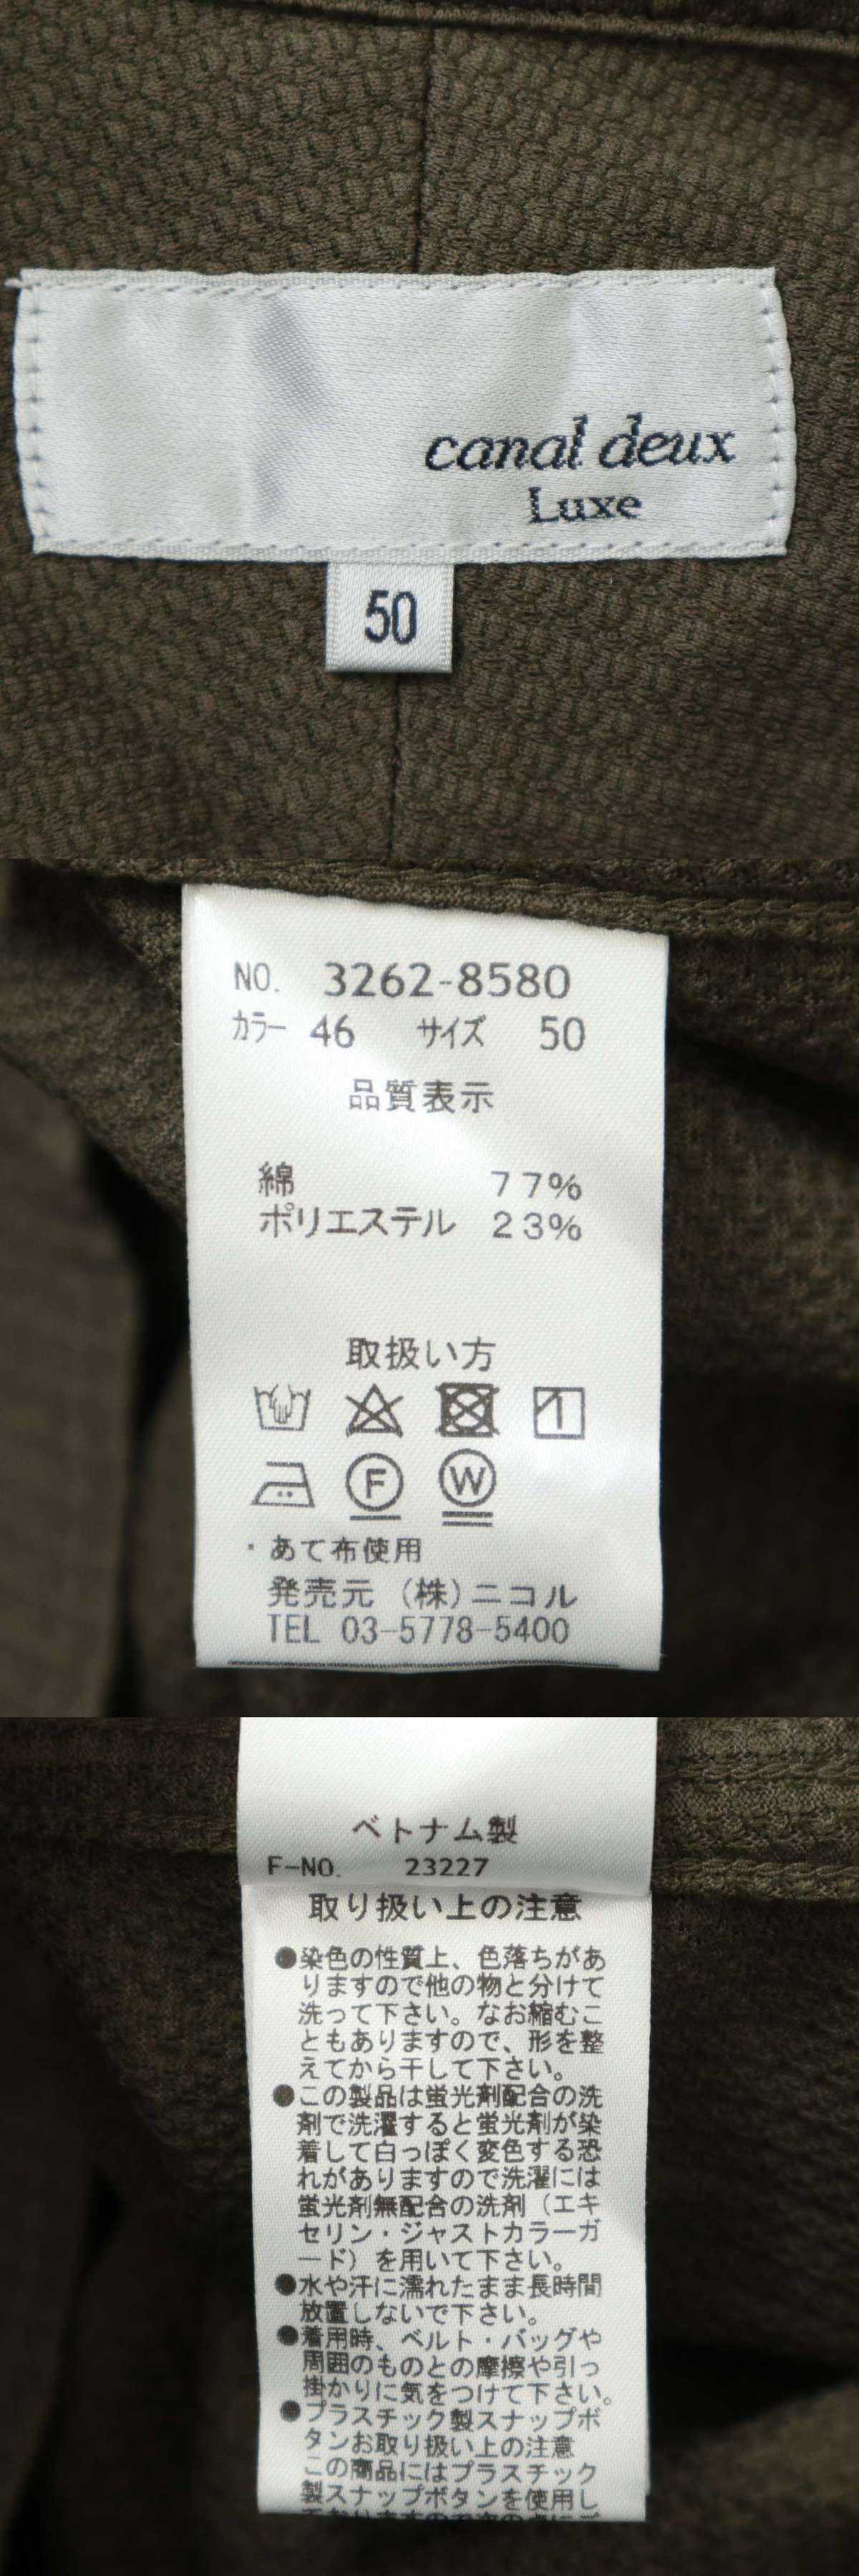 canal deux
Luxe
50
NO. 3262-8580
カラー 46 サイズ 50
品質表示
綿 77%
ポリエステル 23%
取扱い方
F W
・あて布使用
発売元 (株)ニコル
TEL 03-5778-5400
ベトナム製
F-NO. 23227
取り扱い上の注意
●染色の性質上、色落ちがあ
りますので他の物と分けて
洗って下さい。なお縮むこ
ともありますので、形を整
えてから干して下さい。
●この製品は蛍光剤配合の洗
剤で洗濯すると蛍光剤が染
着して白っぽく変色する恐
れがありますので洗濯には
蛍光剤無配合の洗剤(エキ
セリン・ジャストカラーガ
ード)を用いて下さい。
●水や汗に濡れたまま長時間
放置しないで下さい。
●着用時、ベルト・バッグや
周囲のものとの摩擦や引っ
掛かりに気をつけて下さい。
●プラスチック製スナップボ
タンお取り扱い上の注意
この商品にはプラスチック
製スナップボタンを使用し